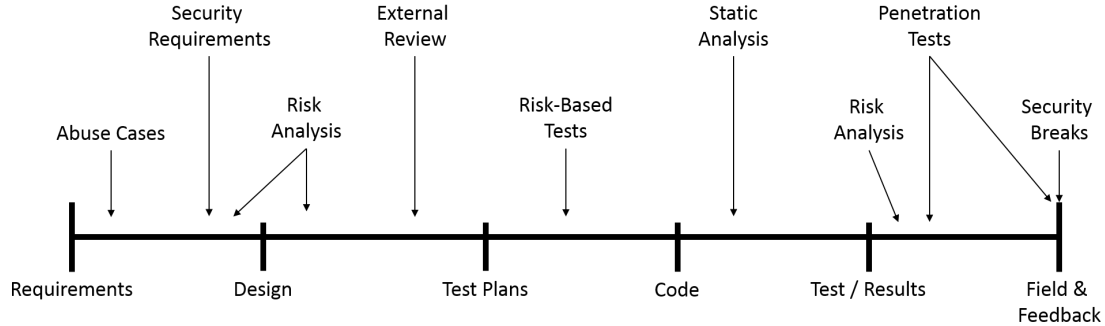 Security
Requirements
External
Review
Static
Analysis
Penetration
Tests
Abuse Cases
Risk
Analysis
Risk-Based
Tests
Risk
Analysis
Security
Breaks
Requirements
Design
Test Plans
Code
Test / Results
Field &
Feedback